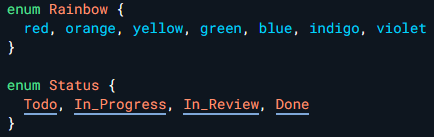 enum Rainbow {
red, orange, yellow, green, blue, indigo, violet
}
enum Status {
Todo, In_Progress, In_Review, Done
}